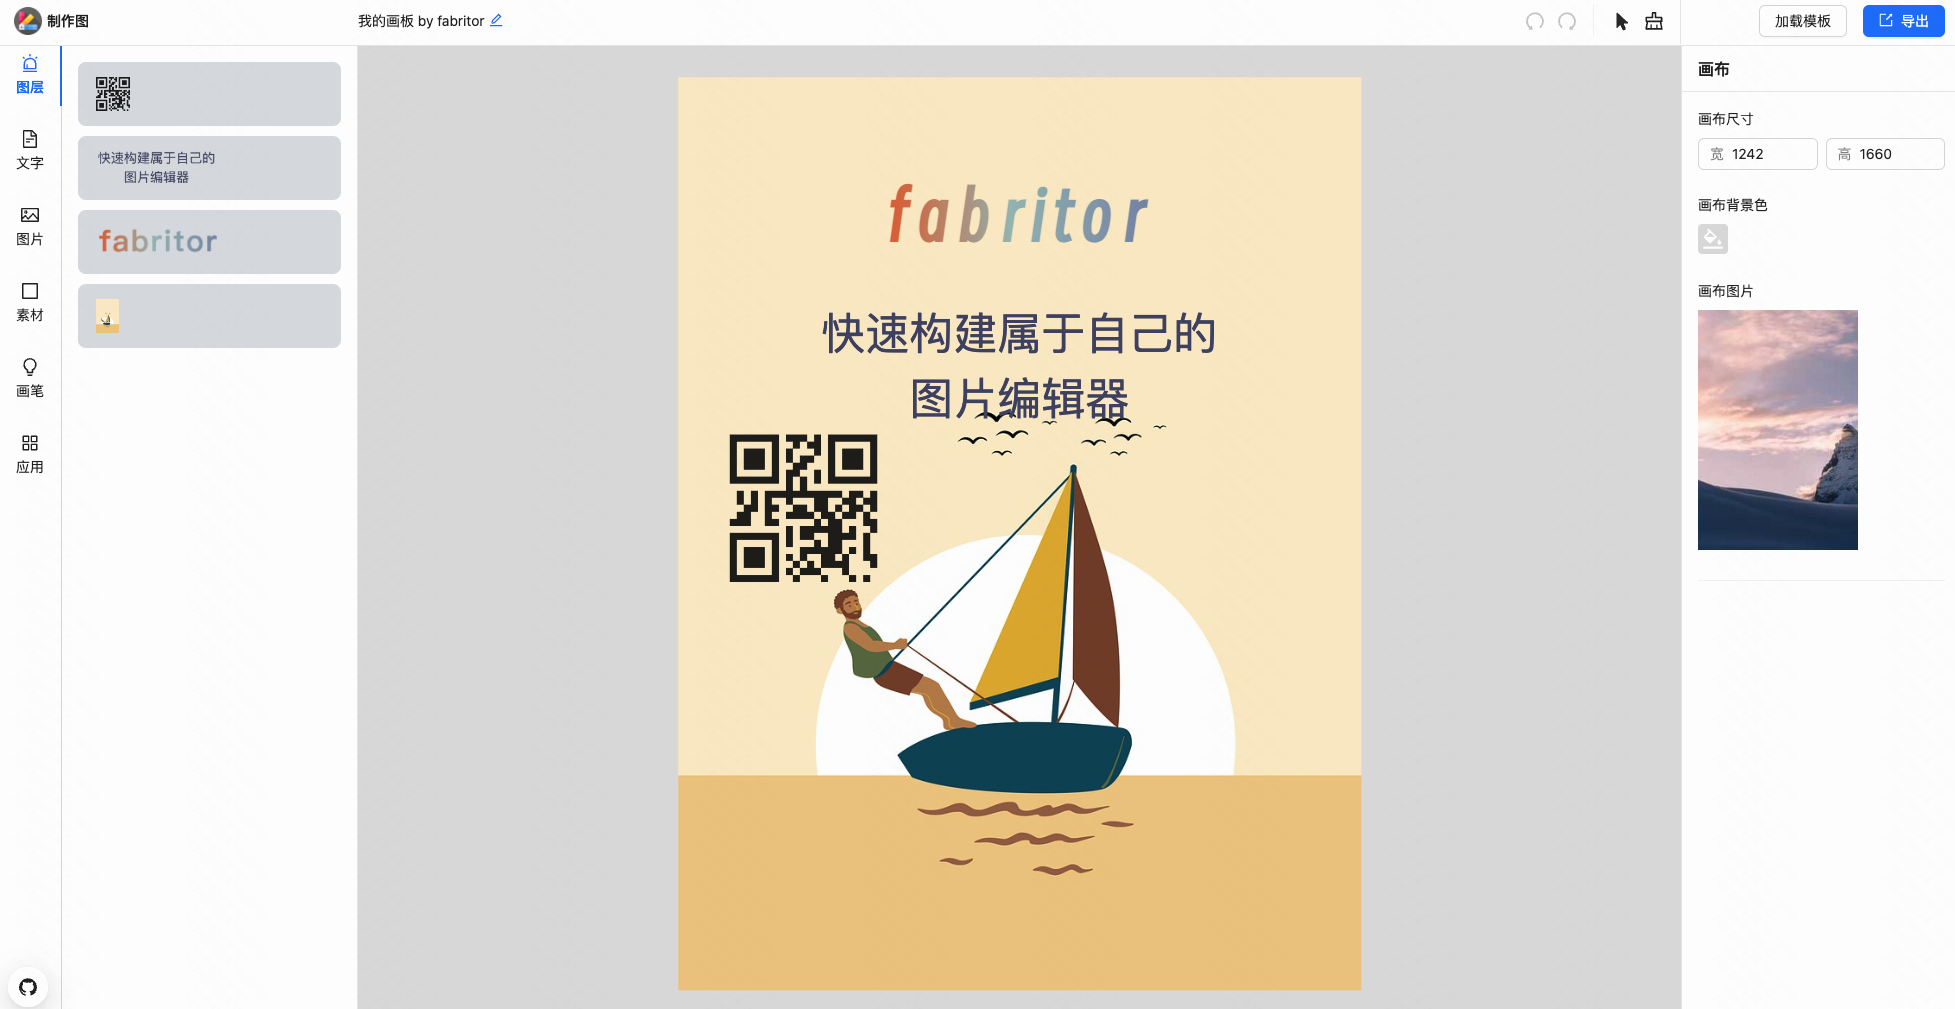 制作图
我的画板 by fabritor
加载模板
导出
图层
文字
图片
素材
画笔
应用
快速构建属于自己的
图片编辑器
fabritor
fabritor
快速构建属于自己的
图片编辑器
画布
画布尺寸
宽 1242
高 1660
画布背景色
画布图片